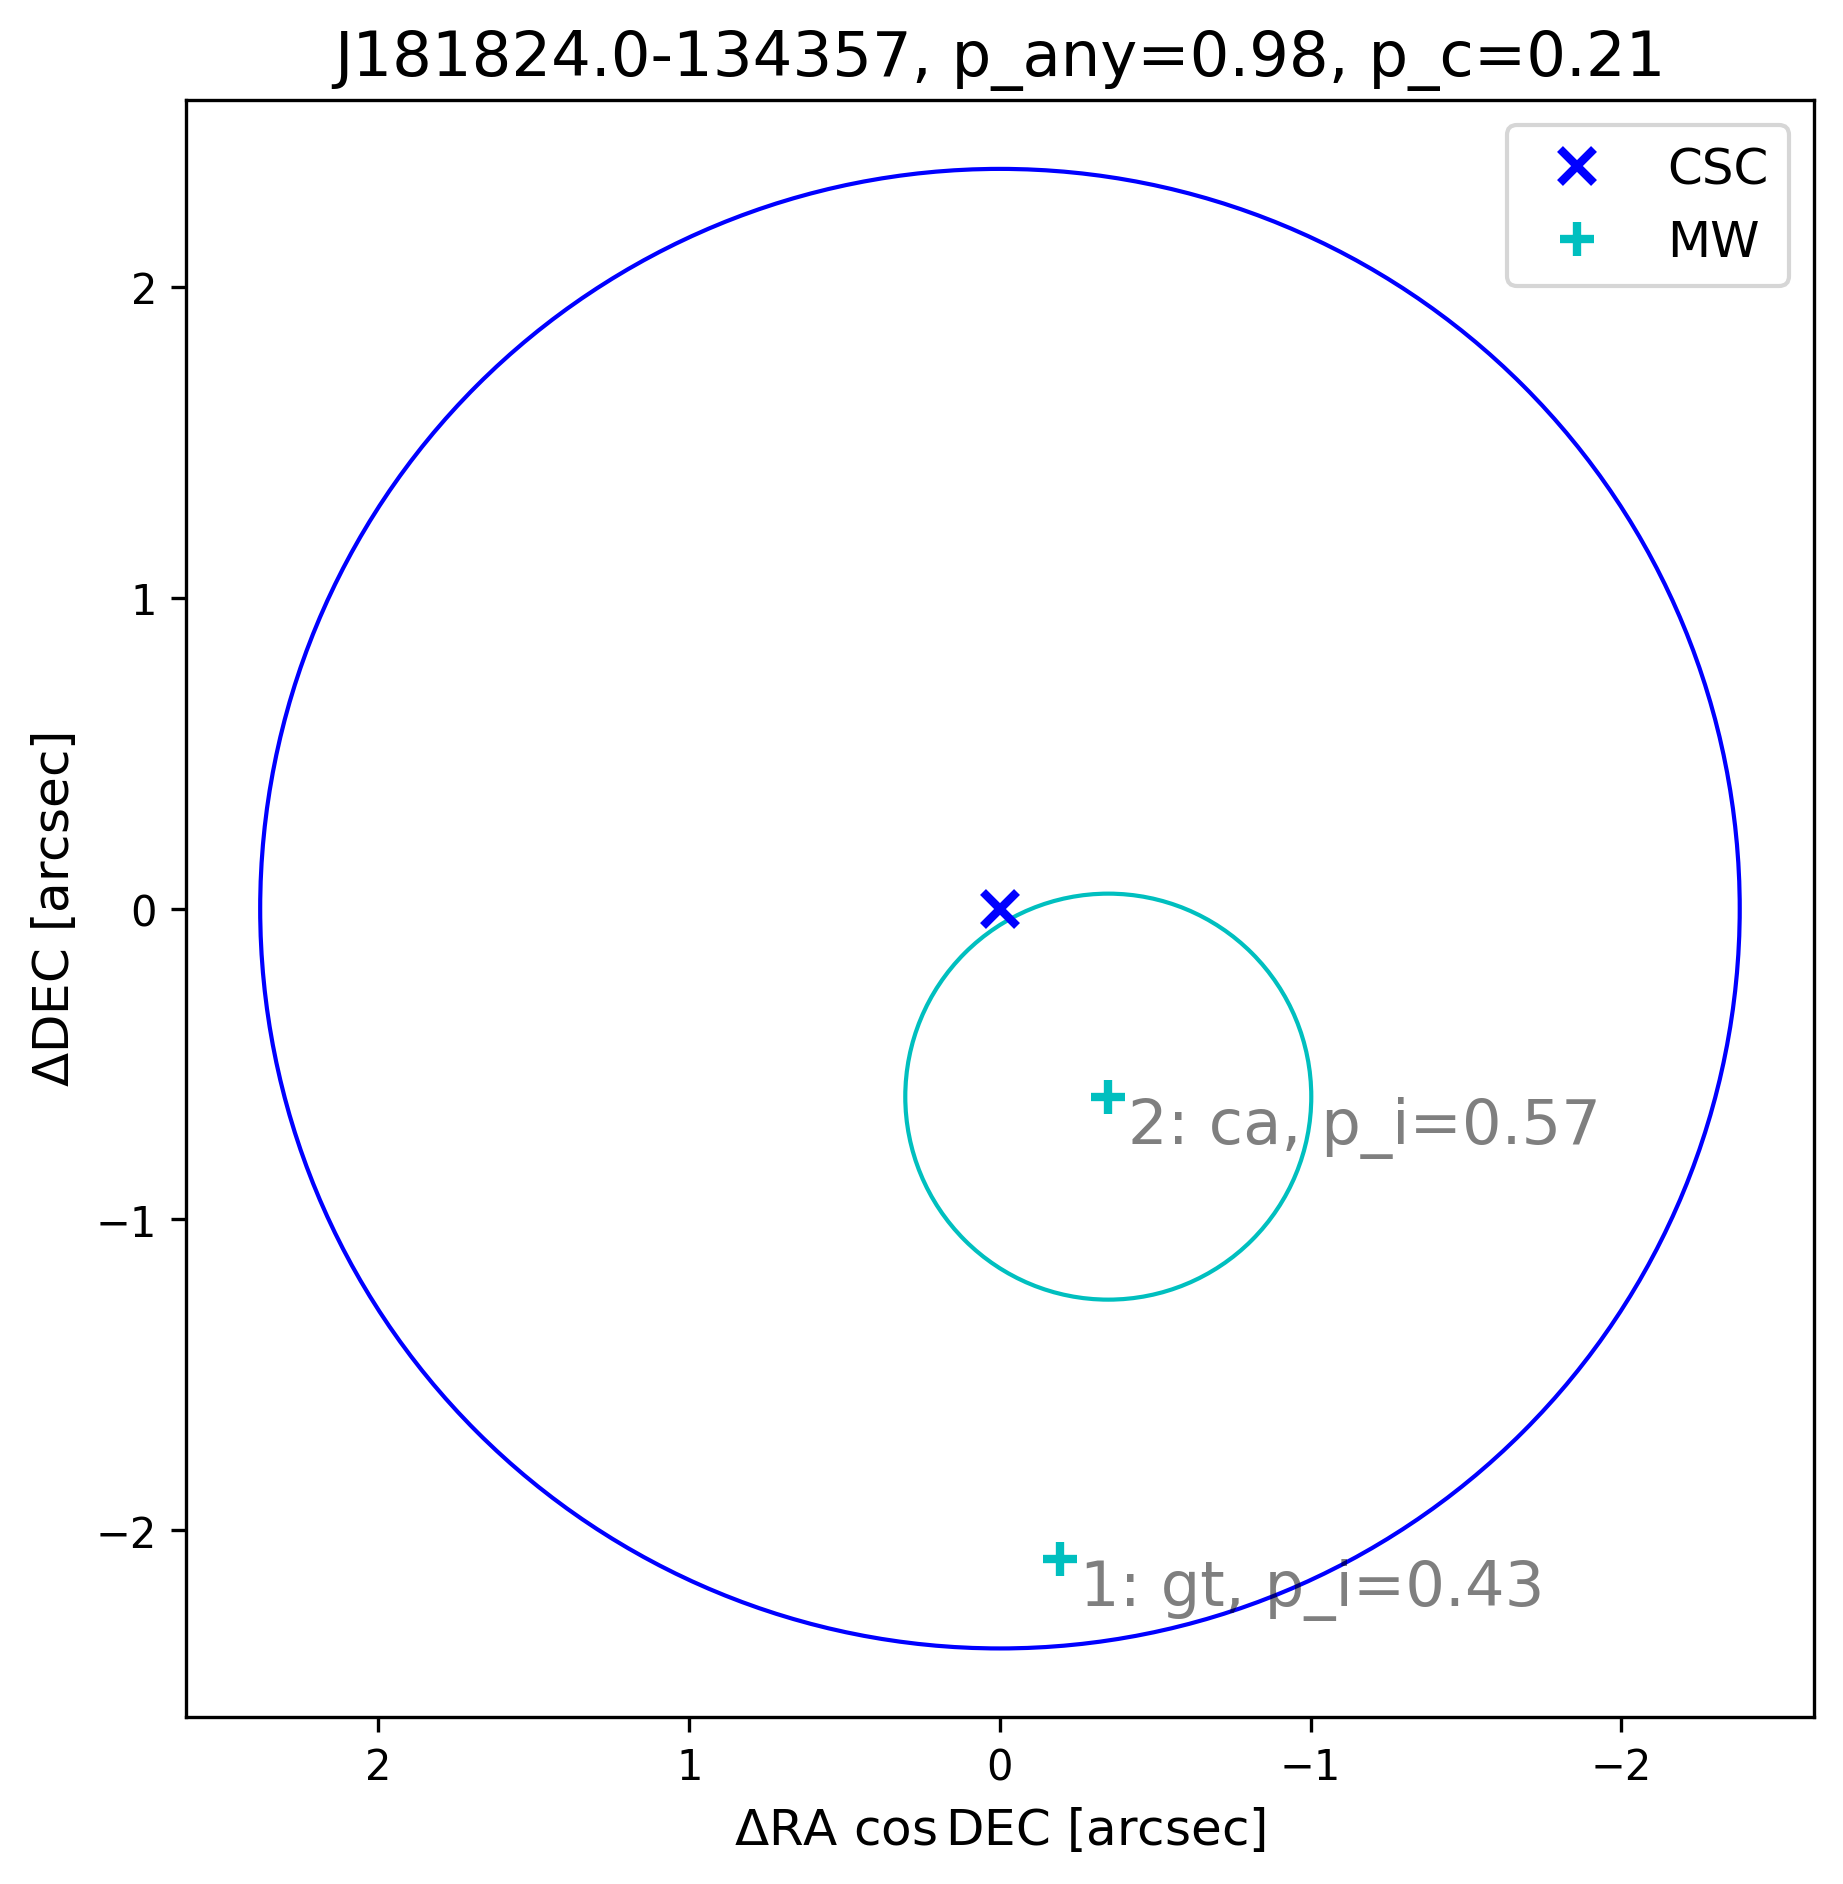 J181824.0-134357, p_any=0.98, p_c=0.21
CSC
MW
2
1
0
−1
−2
ΔDEC [arcsec]
2: ca, p_i=0.57
1: gt, p_i=0.43
2 1 0 −1 −2
ΔRA cos DEC [arcsec]